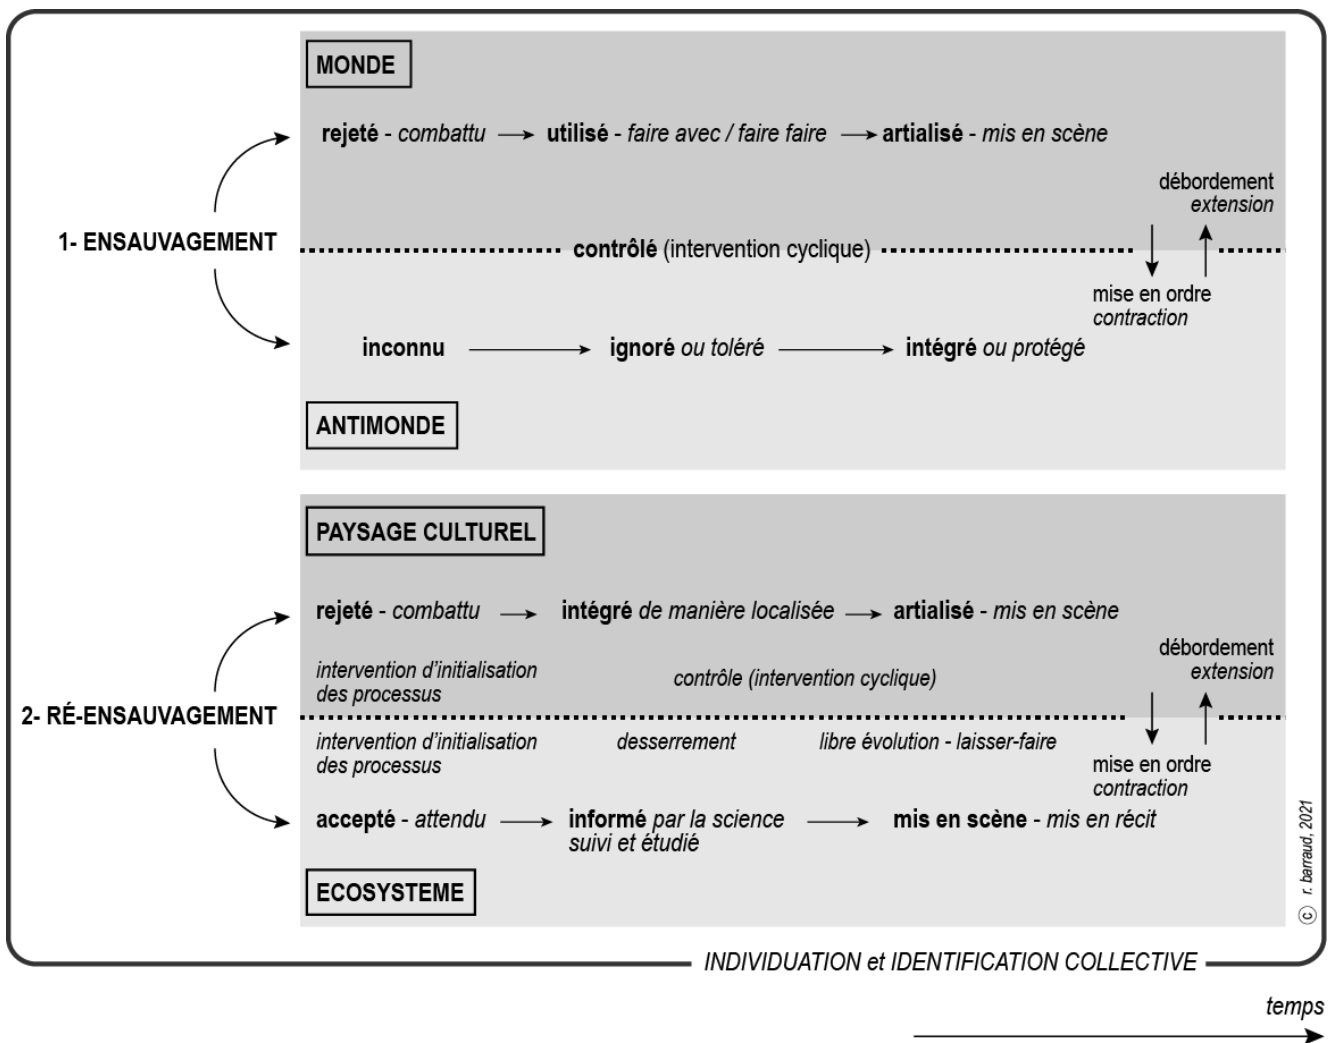 MONDE
rejeté - combattu → utilisé - faire avec / faire faire → artialisé - mis en scène
débordement
extension
1- ENSAUVAGEMENT
contrôlé (intervention cyclique)
mise en ordre
contraction
inconnu → ignoré ou toléré → intégré ou protégé
ANTIMONDE
PAYSAGE CULTUREL
rejeté - combattu → intégré de manière localisée → artialisé - mis en scène
débordement
extension
intervention d'initialisation
des processus
contrôle (intervention cyclique)
2- RÉ-ENSAUVAGEMENT
intervention d'initialisation
des processus
desserrement
libre évolution - laisser-faire
mise en ordre
contraction
accepté - attendu → informé par la science → mis en scène - mis en récit
suivi et étudié
ECOSYSTEME
© r. barraud, 2021
INDIVIDUATION et IDENTIFICATION COLLECTIVE
temps